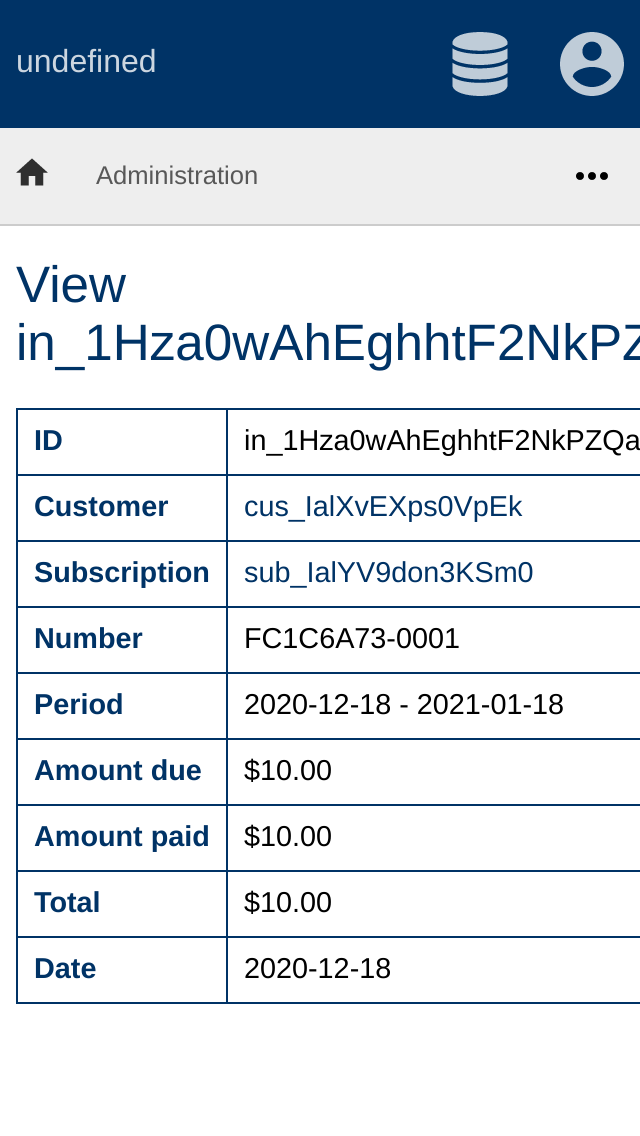 undefined
Administration
View
in_1Hza0wAhEghhtF2NkPZ
ID in_1Hza0wAhEghhtF2NkPZQa
Customer cus_IalXvEXps0VpEk
Subscription sub_IalYV9don3KSm0
Number FC1C6A73-0001
Period 2020-12-18 - 2021-01-18
Amount due $10.00
Amount paid $10.00
Total $10.00
Date 2020-12-18